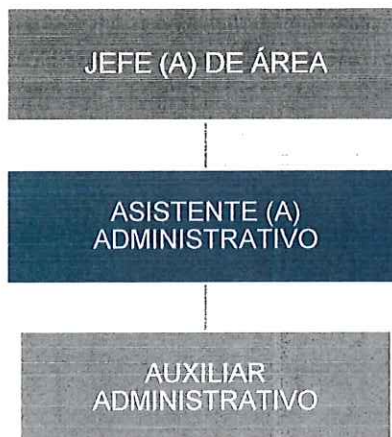 JEFE (A) DE ÁREA
ASISTENTE (A)
ADMINISTRATIVO
AUXILIAR
ADMINISTRATIVO